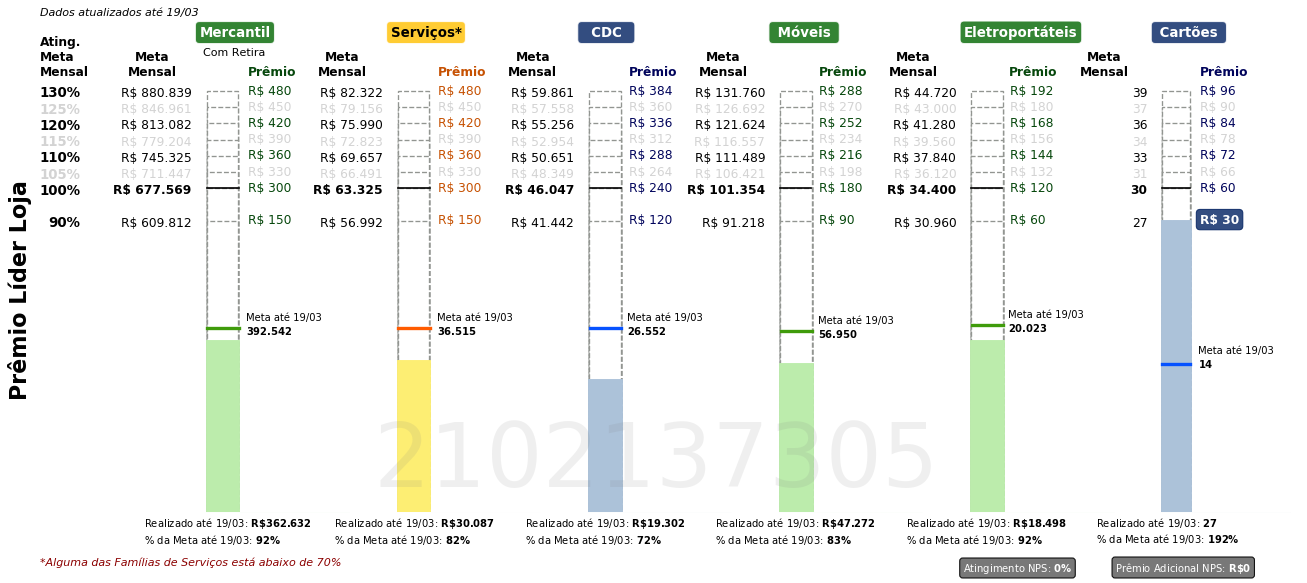 Dados atualizados até 19/03
Mercantil Serviços* CDC Móveis Eletroportáteis Cartões
Com Retira
Ating. Meta Mensal Meta Mensal Prêmio Meta Mensal Prêmio Meta Mensal Prêmio Meta Mensal Prêmio Meta Mensal Prêmio Meta Mensal Prêmio
130% R$ 880.839 R$ 480 R$ 82.322 R$ 480 R$ 59.861 R$ 384 R$ 131.760 R$ 288 R$ 44.720 R$ 192 39 R$ 96
125% R$ 846.961 R$ 450 R$ 79.156 R$ 450 R$ 57.558 R$ 360 R$ 126.692 R$ 270 R$ 43.000 R$ 180 37 R$ 90
120% R$ 813.082 R$ 420 R$ 75.990 R$ 420 R$ 55.256 R$ 336 R$ 121.624 R$ 252 R$ 41.280 R$ 168 36 R$ 84
115% R$ 779.204 R$ 390 R$ 72.823 R$ 390 R$ 52.954 R$ 312 R$ 116.557 R$ 234 R$ 39.560 R$ 156 34 R$ 78
110% R$ 745.325 R$ 360 R$ 69.657 R$ 360 R$ 50.651 R$ 288 R$ 111.489 R$ 216 R$ 37.840 R$ 144 33 R$ 72
105% R$ 711.447 R$ 330 R$ 66.491 R$ 330 R$ 48.349 R$ 264 R$ 106.421 R$ 198 R$ 36.120 R$ 132 31 R$ 66
100% R$ 677.569 R$ 300 R$ 63.325 R$ 300 R$ 46.047 R$ 240 R$ 101.354 R$ 180 R$ 34.400 R$ 120 30 R$ 60
90% R$ 609.812 R$ 150 R$ 56.992 R$ 150 R$ 41.442 R$ 120 R$ 91.218 R$ 90 R$ 30.960 R$ 60 27 R$ 30
Prêmio Líder Loja
Meta até 19/03 Meta até 19/03 Meta até 19/03 Meta até 19/03 Meta até 19/03
392.542 36.515 26.552 56.950 20.023
Meta até 19/03
14
2102137305
Realizado até 19/03: R$362.632 Realizado até 19/03: R$30.087 Realizado até 19/03: R$19.302 Realizado até 19/03: R$47.272 Realizado até 19/03: R$18.498 Realizado até 19/03: 27
% da Meta até 19/03: 92% % da Meta até 19/03: 82% % da Meta até 19/03: 72% % da Meta até 19/03: 83% % da Meta até 19/03: 92% % da Meta até 19/03: 192%
*Alguma das Famílias de Serviços está abaixo de 70%
Atingimento NPS: 0% Prêmio Adicional NPS: R$0